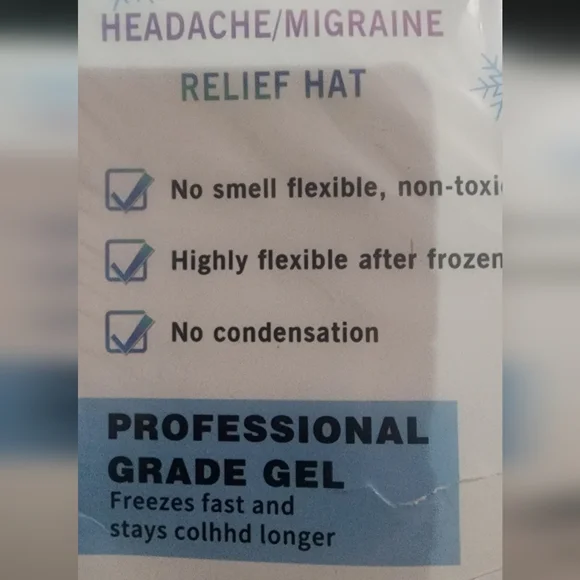 HEADACHE/MIGRAINE
RELIEF HAT
No smell flexible, non-toxi
Highly flexible after frozen
No condensation
PROFESSIONAL
GRADE GEL
Freezes fast and
stays colhhd longer